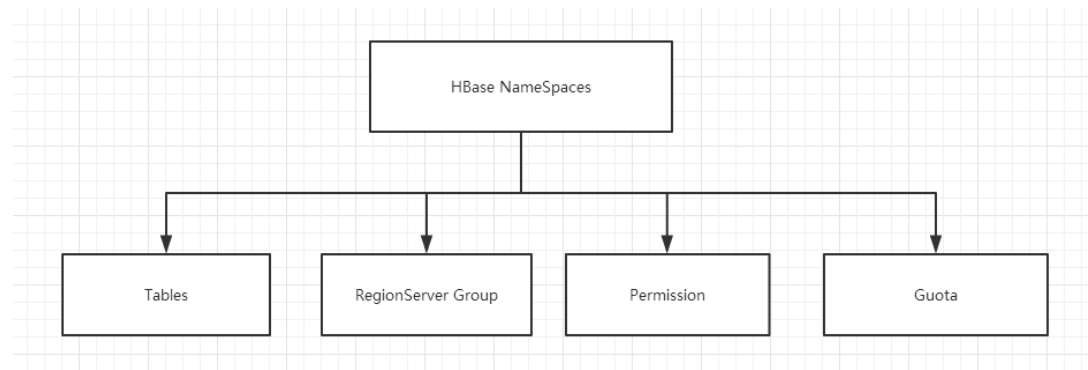 HBase NameSpaces
Tables
RegionServer Group
Permission
Guota